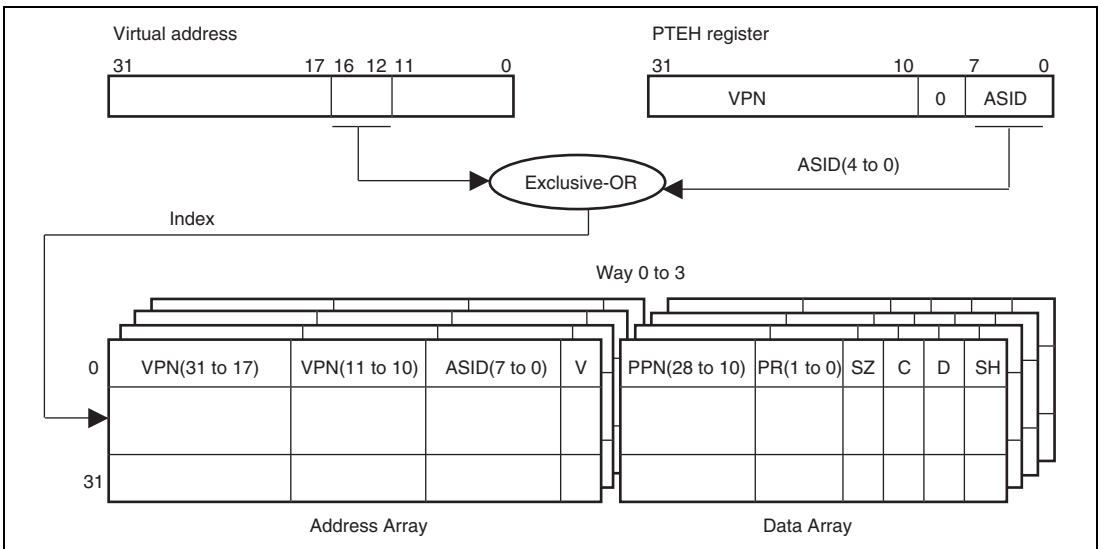 Virtual address
31 17 16 12 11 0
PTEH register
31 10 7 0
VPN 0 ASID
ASID(4 to 0)
Exclusive-OR
Index
Way 0 to 3
0 VPN(31 to 17) VPN(11 to 10) ASID(7 to 0) V PPN(28 to 10) PR(1 to 0) SZ C D SH
31
Address Array Data Array